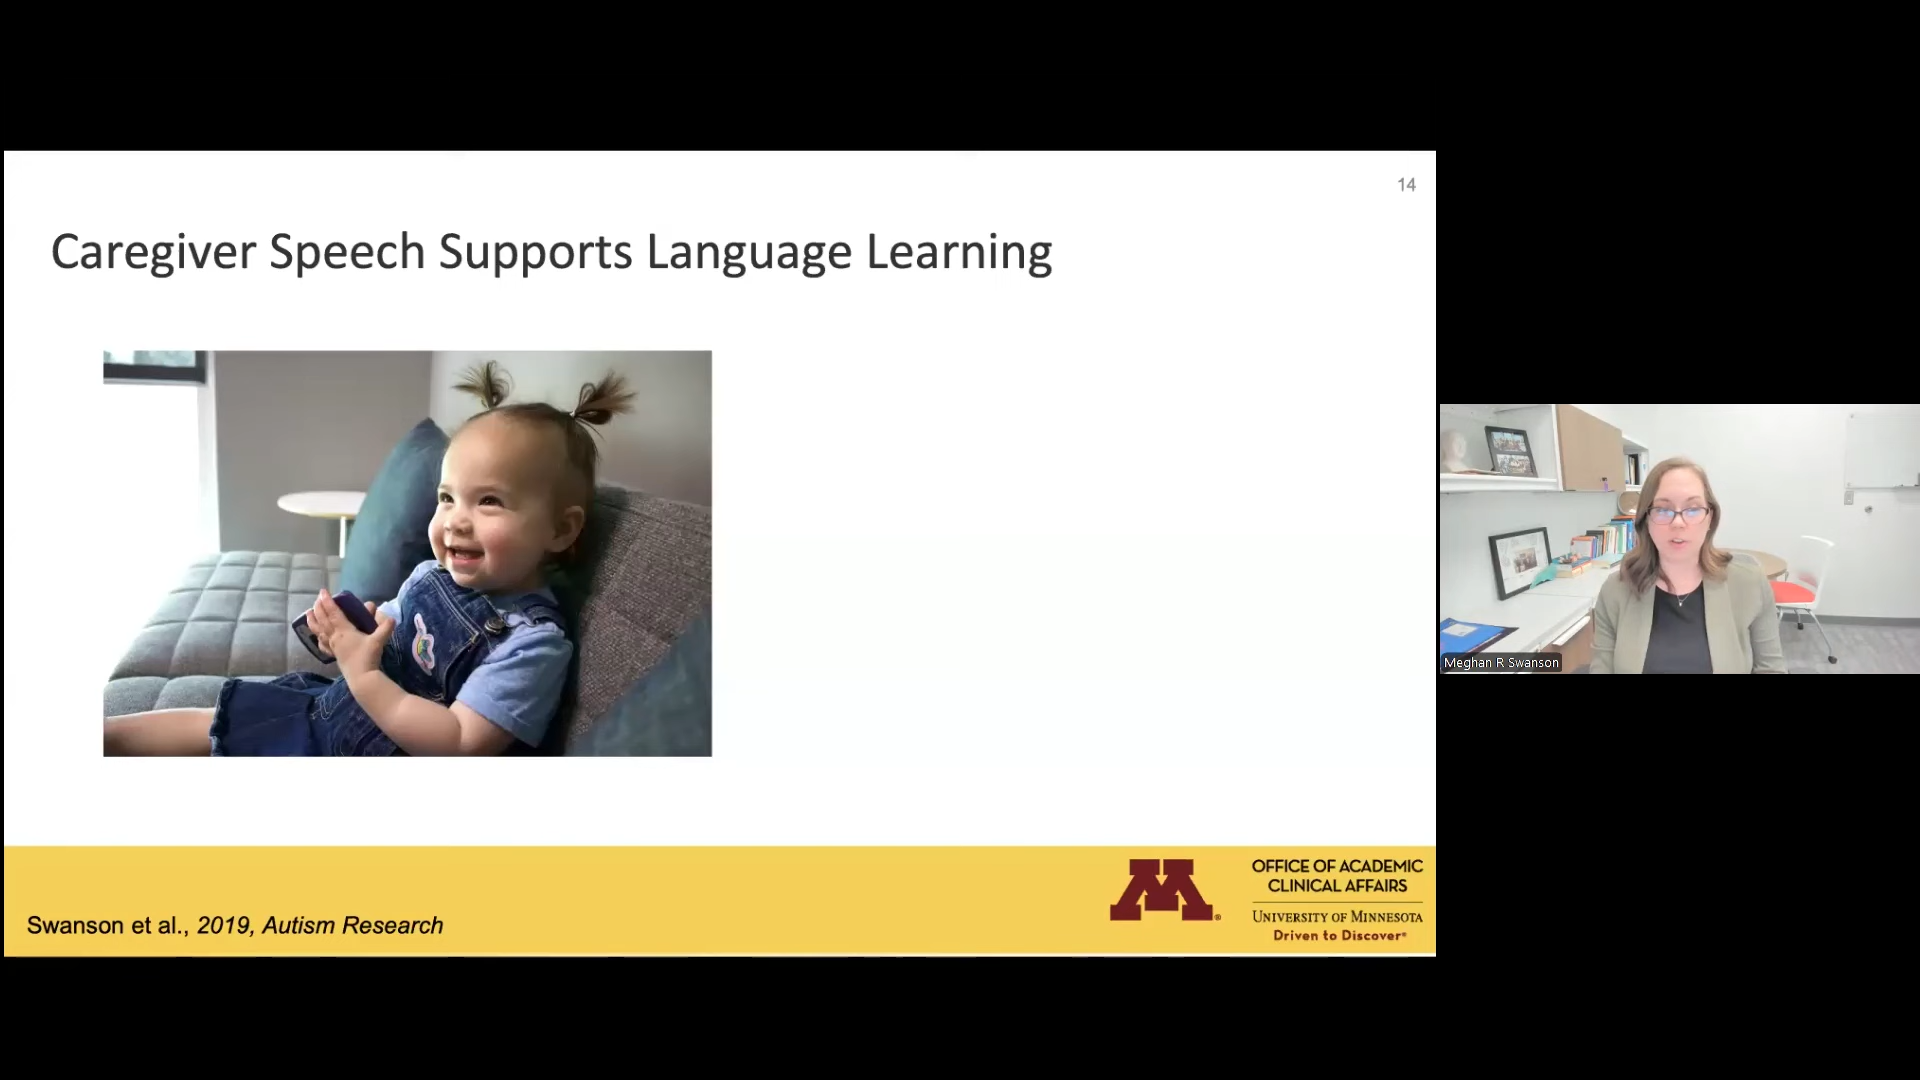 14
Caregiver Speech Supports Language Learning
Swanson et al., 2019, Autism Research
OFFICE OF ACADEMIC
CLINICAL AFFAIRS
UNIVERSITY OF MINNESOTA
Driven to Discover®
Meghan R Swanson